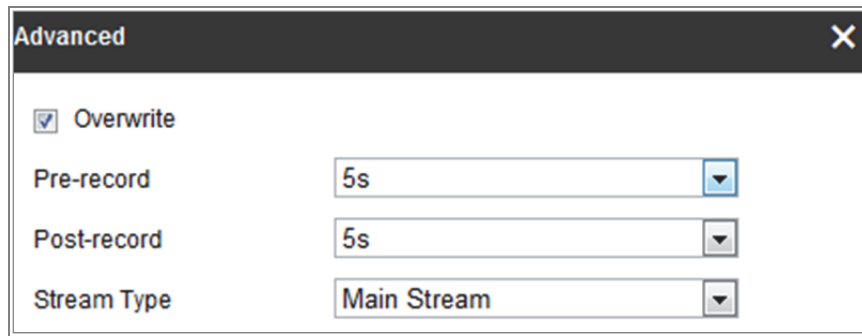 Advanced
Overwrite
Pre-record 5s
Post-record 5s
Stream Type Main Stream